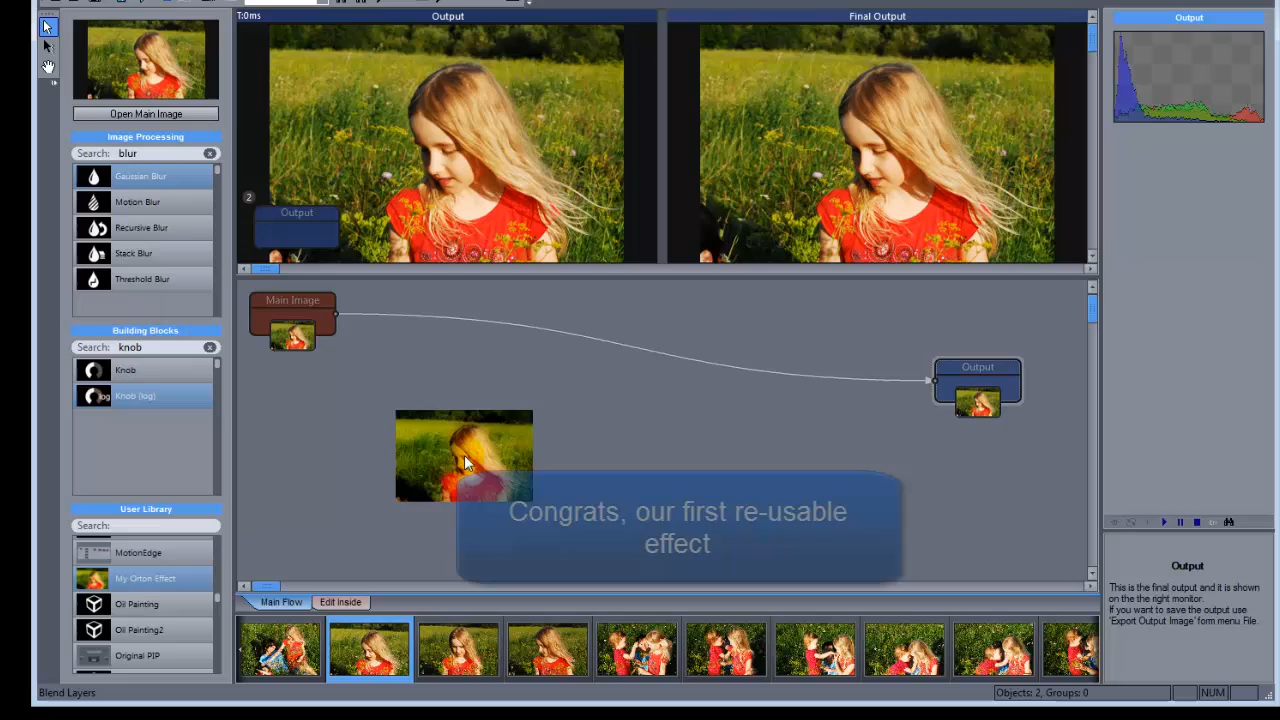 T:0ms
Output
Final Output
Output
Open Main Image
Image Processing
Search: blur
Gaussian Blur
Motion Blur
Recursive Blur
Stack Blur
Threshold Blur
2
Output
Building Blocks
Search: knob
Knob
Knob (log)
log
User Library
Search:
MotionEdge
My Orton Effect
Oil Painting
Oil Painting2
Original PIP
Main Image
Output
Congrats, our first re-usable
effect
Main Flow
Edit Inside
Output
This is the final output and it is shown
on the the right monitor.
If you want to save the output use
'Export Output Image' form menu File.
Blend Layers
Objects: 2, Groups: 0
NUM